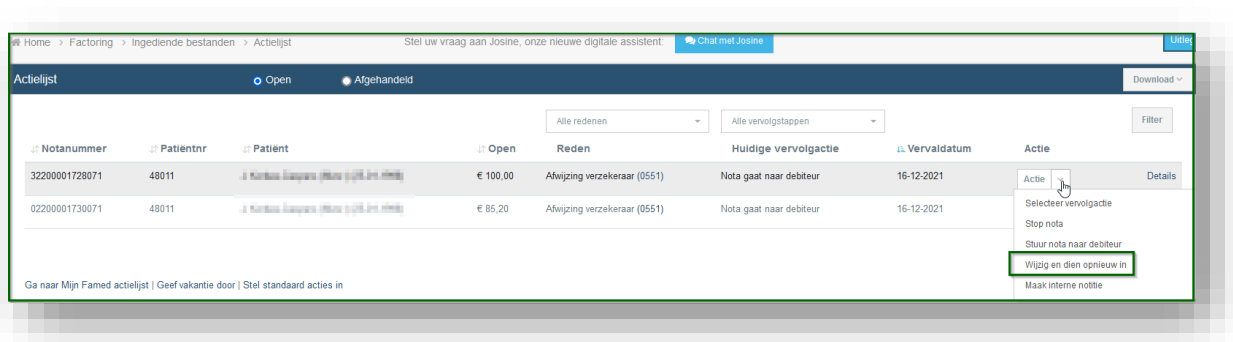 Home > Factoring > Ingediende bestanden > Actielijst Stel uw vraag aan Josine, onze nieuwe digitale assistent: Chat met Josine Uitleg
Actielijst Open Afgehandeld Download
Alle redenen Alle vervolgstappen Filter
Notanummer Patiëntnr Patiënt Open Reden Huidige vervolgactie Vervaldatum Actie
32200001728071 48011 € 100,00 Afwijzing verzekeraar (0551) Nota gaat naar debiteur 16-12-2021 Actie Details
02200001730071 48011 € 85,20 Afwijzing verzekeraar (0551) Nota gaat naar debiteur 16-12-2021
Selecteer vervolgactie
Stop nota
Stuur nota naar debiteur
Wijzig en dien opnieuw in
Maak interne notitie
Ga naar Mijn Famed actielijst | Geef vakantie door | Stel standaard acties in